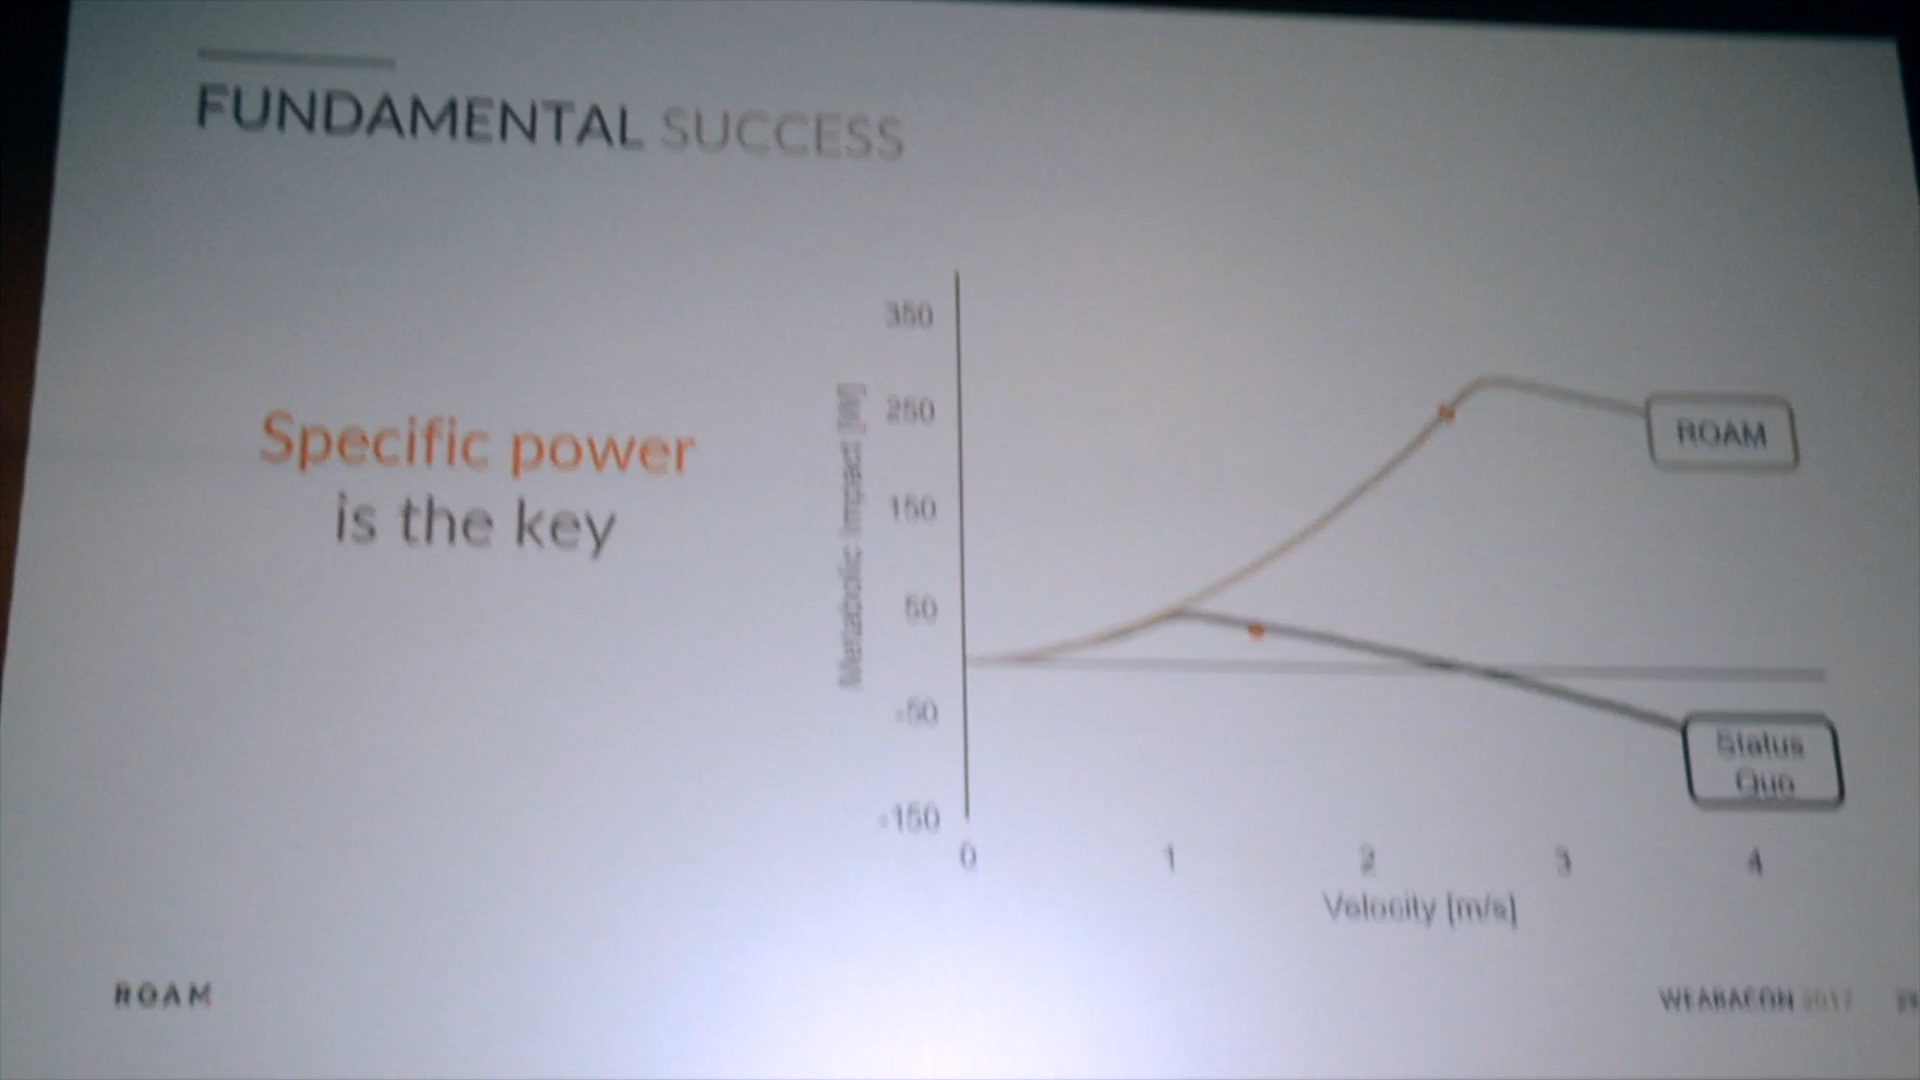 FUNDAMENTAL SUCCESS
Specific power
is the key
Metabolic Impact [W]
350
250
150
50
-50
-150
0 1 2 3 4
Velocity [m/s]
ROAM
Status
Quo
ROAM
WEARACON 2017